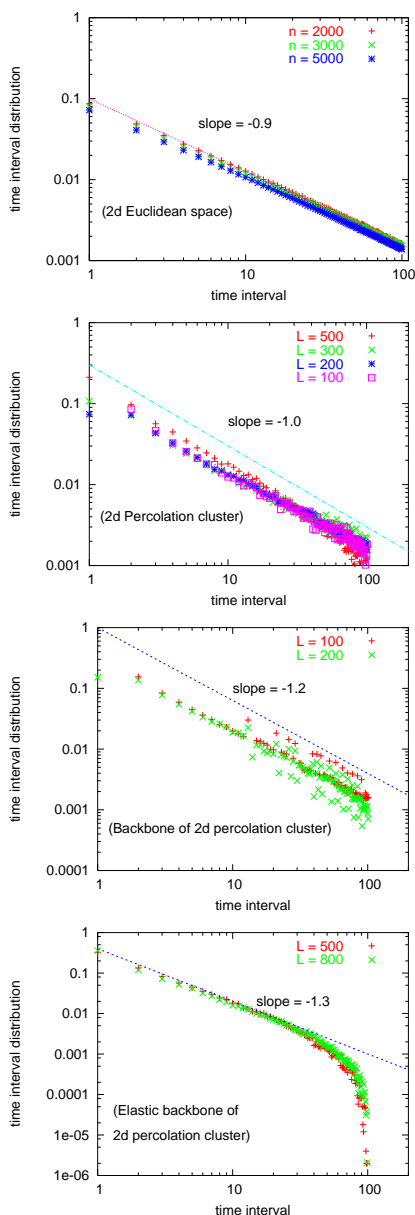 1
n = 2000
n = 3000
n = 5000
0.1
slope = -0.9
0.01
(2d Euclidean space)
0.001
1
10
100
time interval distribution
time interval
1
L = 500
L = 300
L = 200
L = 100
0.1
slope = -1.0
0.01
(2d Percolation cluster)
0.001
1
10
100
time interval distribution
time interval
1
L = 100
L = 200
0.1
slope = -1.2
0.01
0.001
(Backbone of 2d percolation cluster)
0.0001
1
10
100
time interval distribution
time interval
1
L = 500
L = 800
0.1
0.01
slope = -1.3
0.001
0.0001
(Elastic backbone of
1e-05
2d percolation cluster)
1e-06
1
10
100
time interval distribution
time interval